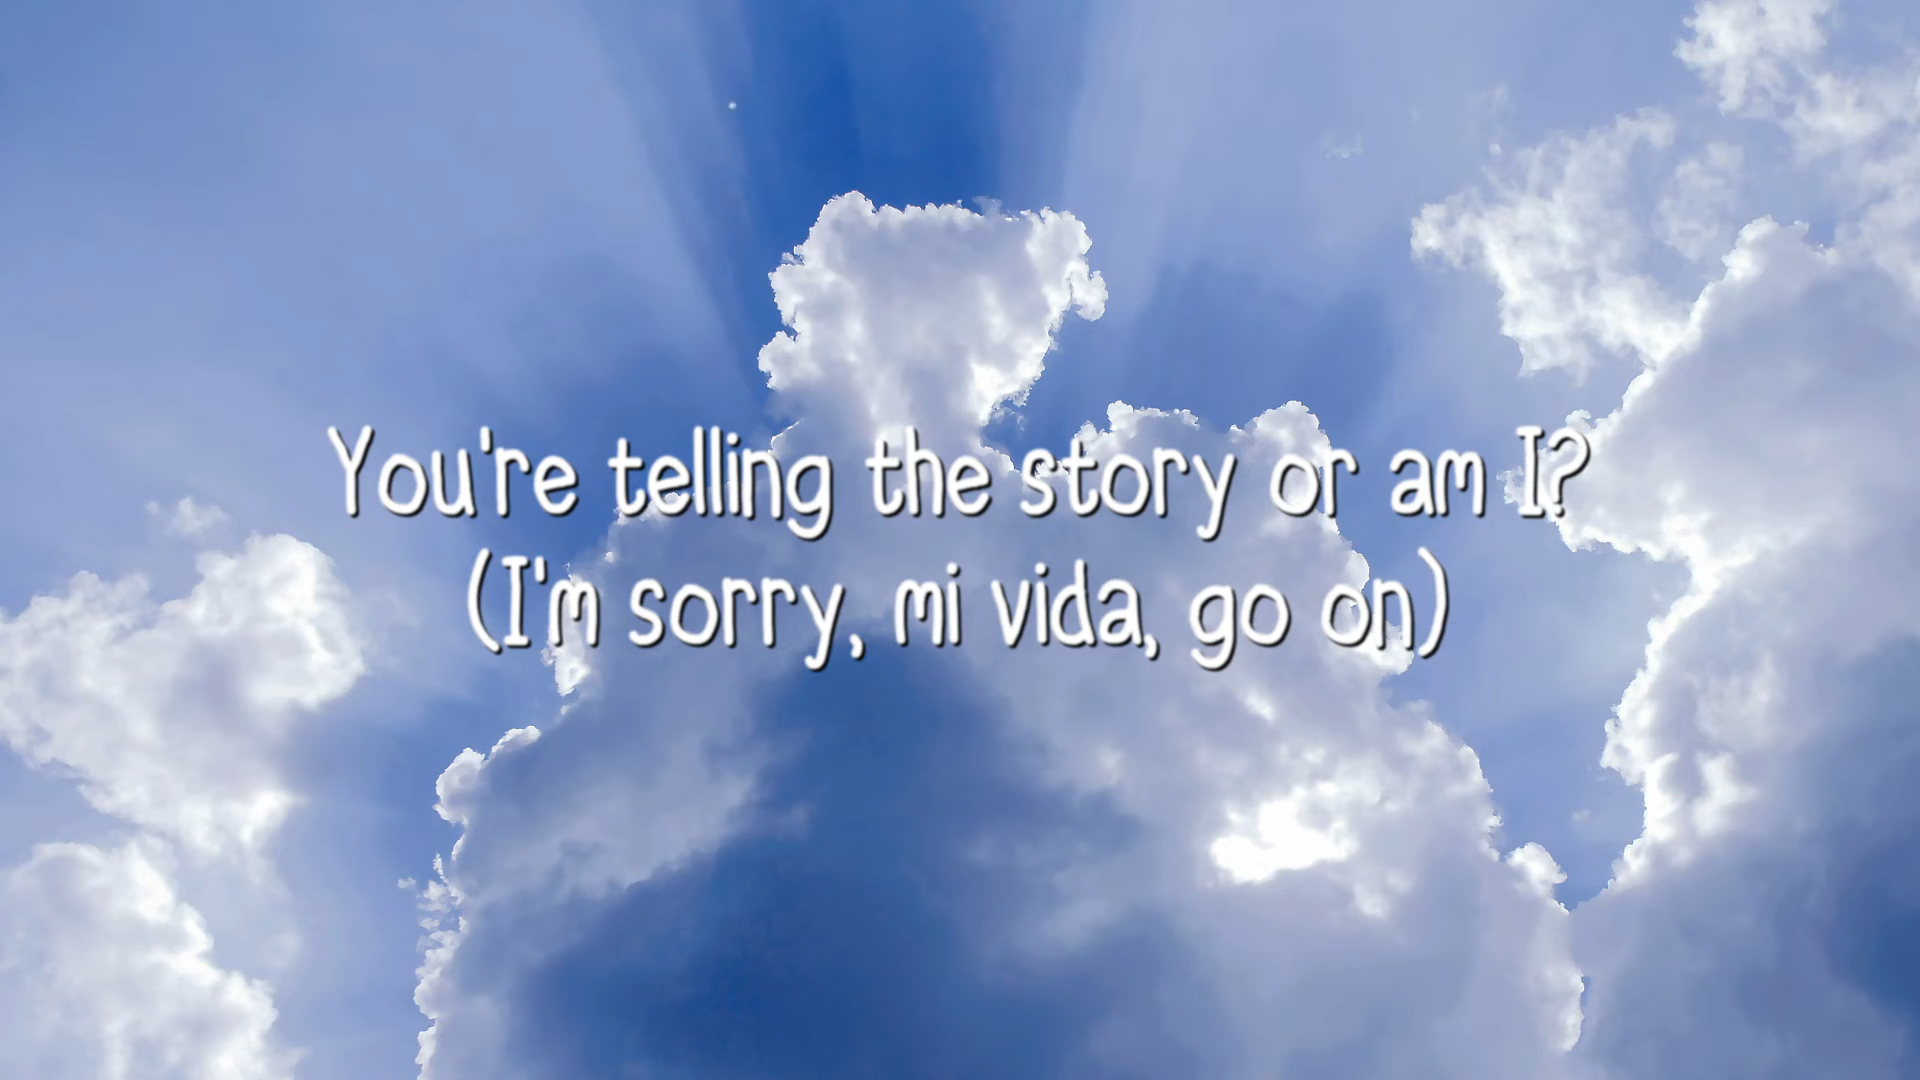 You're telling the story or am I?
(I'm sorry, mi vida, go on)